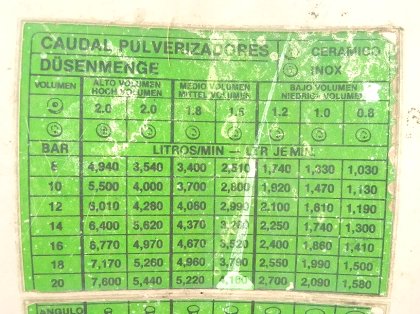 CAUDAL PULVERIZADORES CERAMICO
DÜSENMENGE INOX
VOLUMEN ALTO VOLUMEN MEDIO VOLUMEN BAJO VOLUMEN
HOCH VOLUMEN MITTEL VOLUMEN NIEDRIG VOLUMEN
2.0 2.0 1.8 1.5 1.2 1.0 0.8
BAR LITROS/MIN — LTR JE MIN
8 4,940 3,540 3,400 2,510 1,740 1,330 1,030
10 5,500 4,000 3,700 2,800 1,920 1,470 1,130
12 6,010 4,260 4,060 2,990 2,100 1,610 1,190
14 6,400 5,620 4,370 2,250 1,740 1,300
16 6,770 4,970 4,670 3,520 2,400 1,860 1,410
18 7,170 5,260 4,960 3,790 2,550 1,990 1,500
20 7,600 5,440 5,220 2,700 2,090 1,580
ANGULO